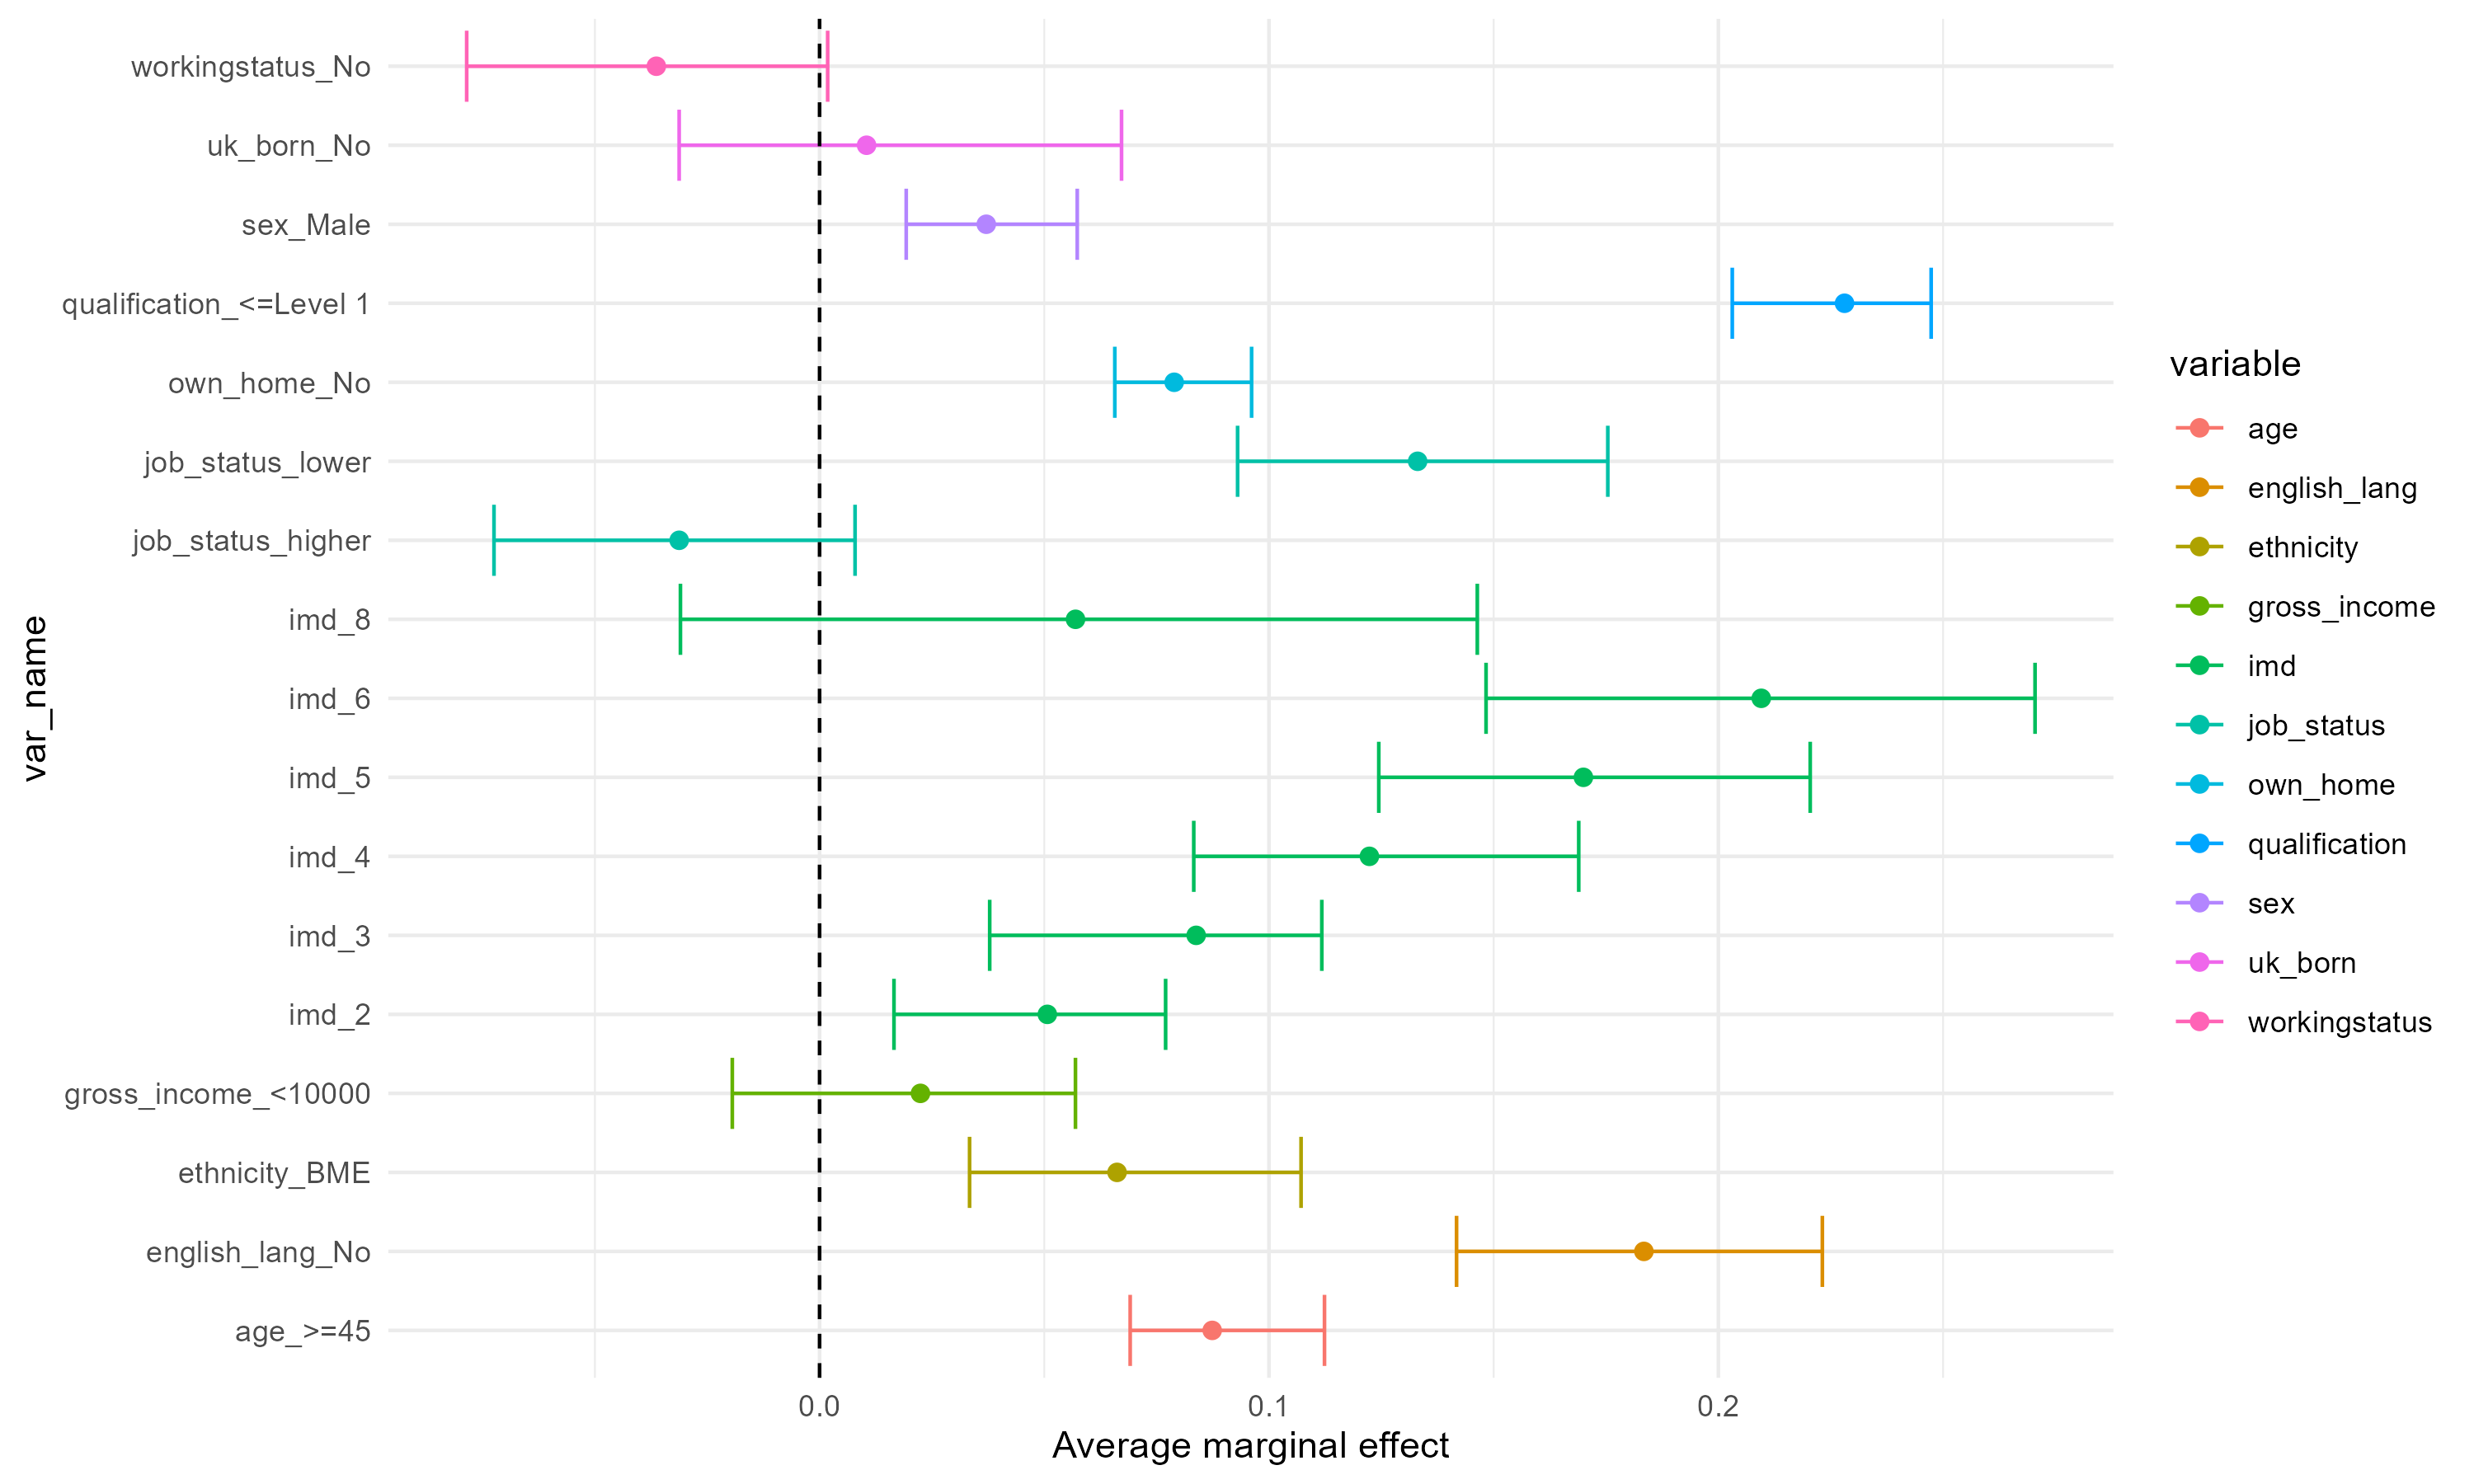 workingstatus_No
uk_born_No
sex_Male
qualification_<=Level 1
own_home_No
job_status_lower
job_status_higher
imd_8
imd_6
imd_5
imd_4
imd_3
imd_2
gross_income_<10000
ethnicity_BME
english_lang_No
age_>=45
var_name
0.0
0.1
0.2
Average marginal effect
variable
age
english_lang
ethnicity
gross_income
imd
job_status
own_home
qualification
sex
uk_born
workingstatus